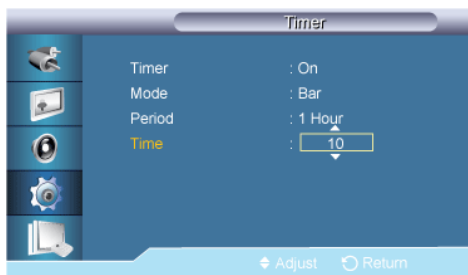 Timer
Timer : On
Mode : Bar
Period : 1 Hour
Time : 10
Adjust Return